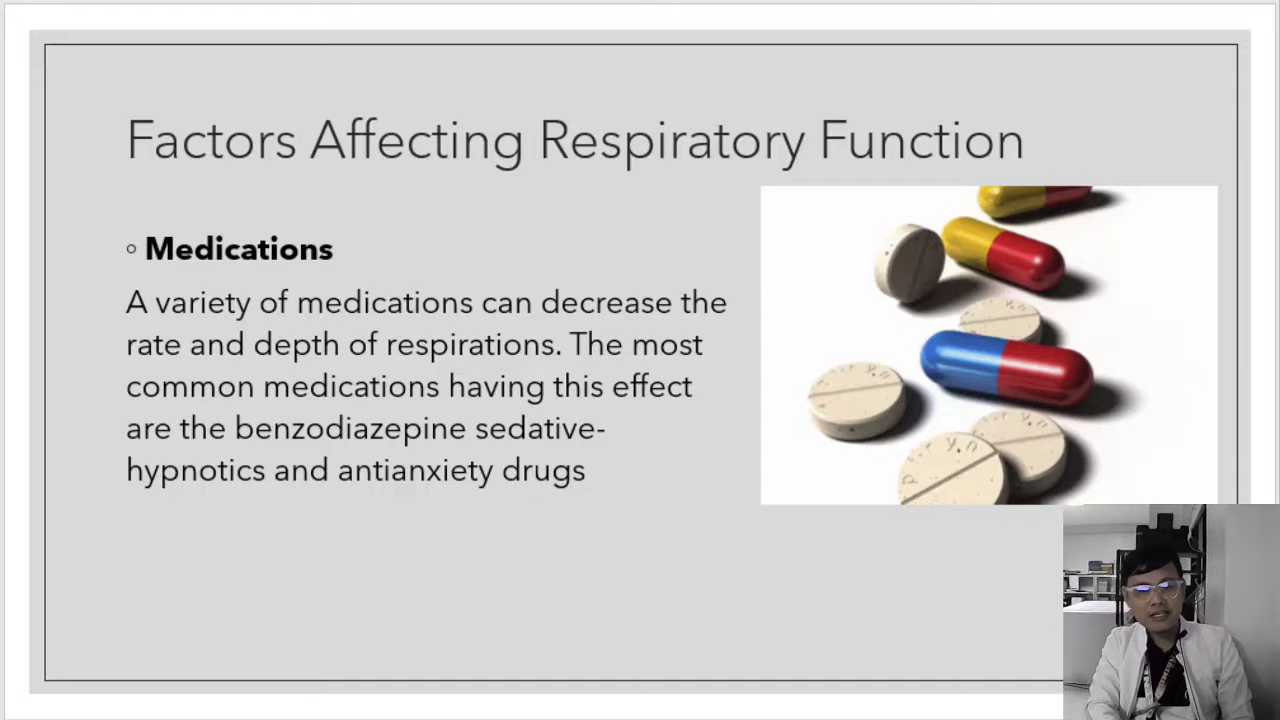 Factors Affecting Respiratory Function
◦ Medications
A variety of medications can decrease the
rate and depth of respirations. The most
common medications having this effect
are the benzodiazepine sedative-
hypnotics and antianxiety drugs